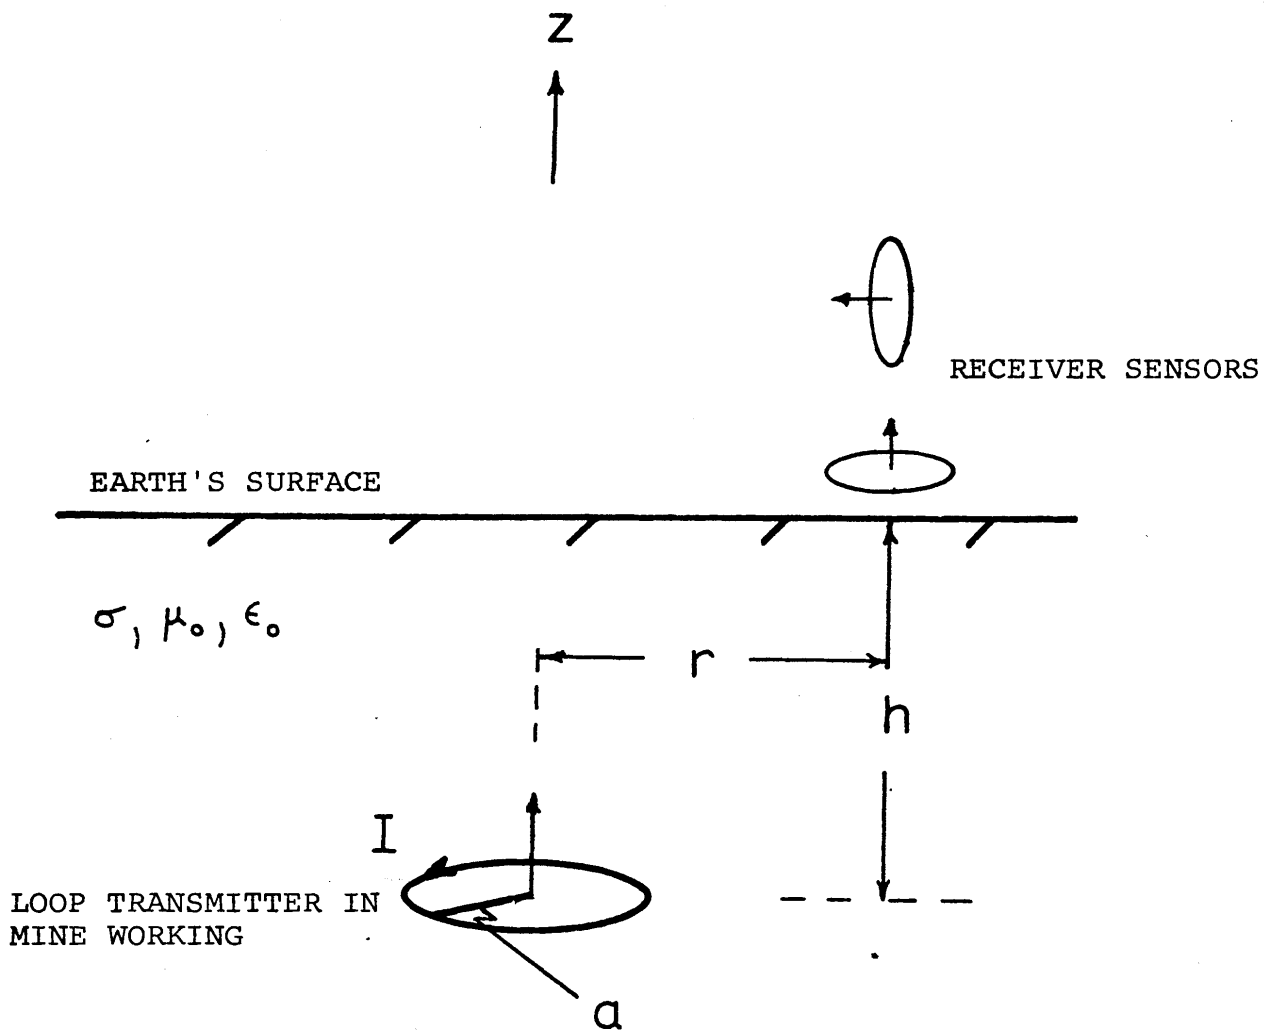 Z
RECEIVER SENSORS
EARTH'S SURFACE
σ, μ₀, ε₀
r
h
I
LOOP TRANSMITTER IN
MINE WORKING
a